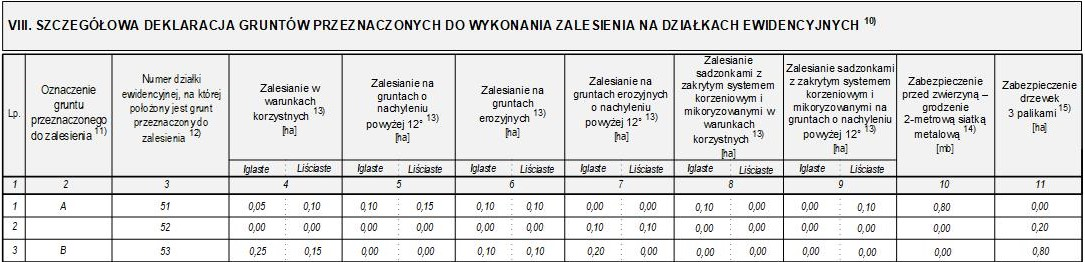 VIII. SZCZEGÓŁOWA DEKLARACJA GRUNTÓW PRZEZNACZONYCH DO WYKONANIA ZALESIENIA NA DZIAŁKACH EWIDENCYJNYCH 10)
Lp.
Oznaczenie
gruntu
przeznaczonego
do zalesienia 11)
Numer działki
ewidencyjnej, na której
położony jest grunt
przeznaczony do
zalesienia 12)
Zalesianie w
warunkach
korzystnych 13)
[ha]
Zalesianie na
gruntach o
nachyleniu
powyżej 12° 13)
[ha]
Zalesianie na
gruntach
erozyjnych 13)
[ha]
Zalesianie na
gruntach erozyjnych
o nachyleniu
powyżej 12° 13)
[ha]
Zalesianie
sadzonkami z
zakrytym systemem
korzeniowym i
mikoryzowanymi w
warunkach
korzystnych 13)
[ha]
Zalesianie sadzonkami
z zakrytym systemem
korzeniowym i
mikoryzowanymi na
gruntach o nachyleniu
powyżej 12° 13)
[ha]
Zabezpieczenie
przed zwierzyną –
grodzenie
2-metrową siatką
metalową 14)
[mb]
Zabezpieczenie
drzewek
3 palikami 15)
[ha]
Iglaste Liściaste Iglaste Liściaste Iglaste Liściaste Iglaste Liściaste Iglaste Liściaste Iglaste Liściaste
1 2 3 4 5 6 7 8 9 10 11
1 A 51 0,05 0,10 0,10 0,15 0,10 0,10 0,00 0,00 0,10 0,00 0,00 0,10 0,80 0,00
2 52 0,00 0,00 0,00 0,00 0,00 0,00 0,10 0,10 0,00 0,00 0,00 0,00 0,00 0,20
3 B 53 0,25 0,15 0,00 0,00 0,10 0,10 0,20 0,00 0,00 0,00 0,00 0,00 0,00 0,80